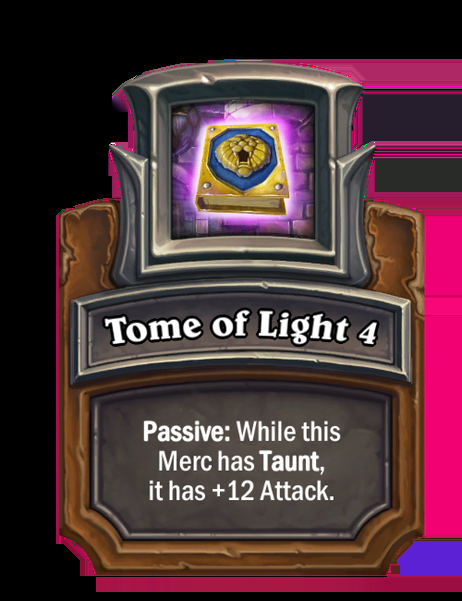 Tome of Light 4
Passive: While this
Merc has Taunt,
it has +12 Attack.